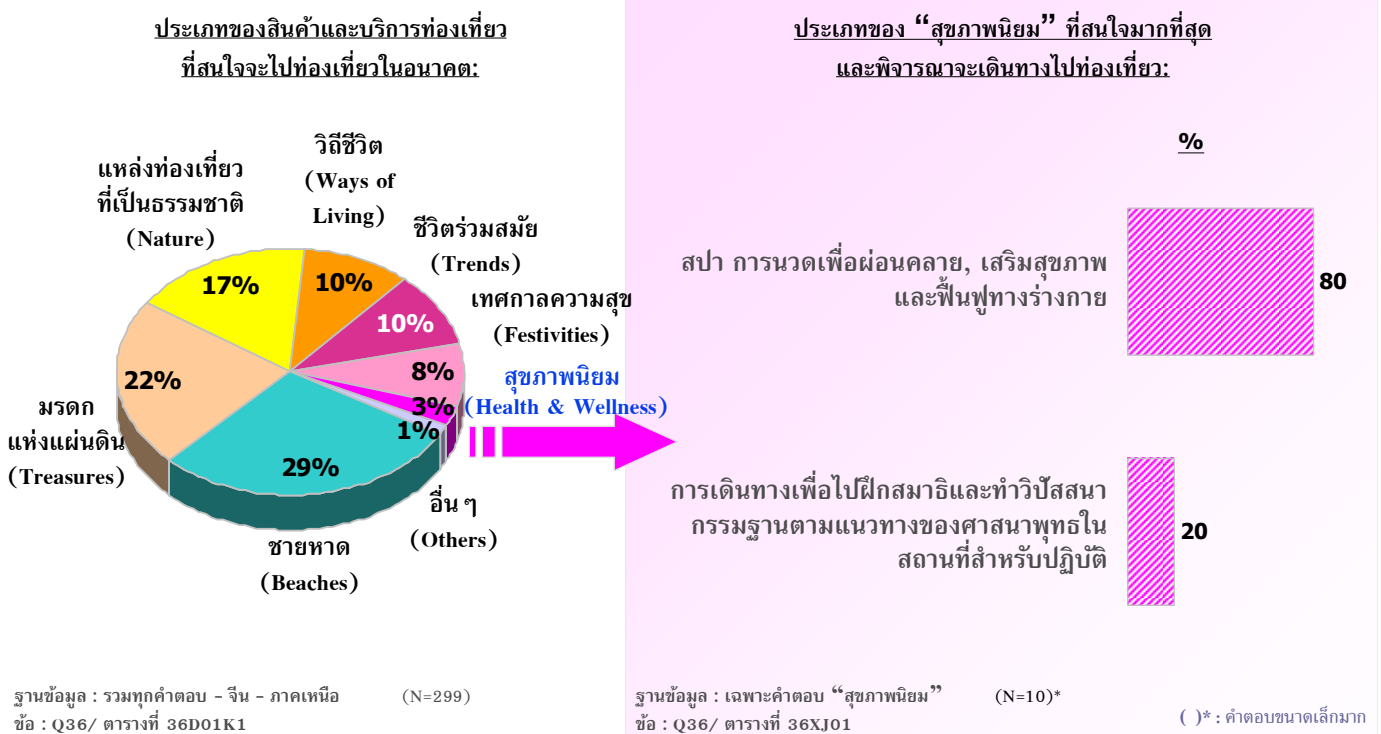 ประเภทของสินค้าและบริการท่องเที่ยว
ที่สนใจจะไปท่องเที่ยวในอนาคต:
แหล่งท่องเที่ยว
ที่เป็นธรรมชาติ
(Nature)
วิถีชีวิต
(Ways of
Living)
ชีวิตร่วมสมัย
(Trends)
เทศกาลความสุข
(Festivities)
สุขภาพนิยม
(Health & Wellness)
17%
10%
10%
8%
3%
1%
22%
29%
มรดก
แห่งแผ่นดิน
(Treasures)
ชายหาด
(Beaches)
อื่น ๆ
(Others)
ฐานข้อมูล : รวมทุกคำตอบ - จีน - ภาคเหนือ (N=299)
ข้อ : Q36/ ตารางที่ 36D01K1
ประเภทของ “สุขภาพนิยม” ที่สนใจมากที่สุด
และพิจารณาจะเดินทางไปท่องเที่ยว:
%
สปา การนวดเพื่อผ่อนคลาย, เสริมสุขภาพ
และฟื้นฟูทางร่างกาย
80
การเดินทางเพื่อไปฝึกสมาธิและทำวิปัสสนา
กรรมฐานตามแนวทางของศาสนาพุทธใน
สถานที่สำหรับปฏิบัติ
20
ฐานข้อมูล : เฉพาะคำตอบ “สุขภาพนิยม” (N=10)*
ข้อ : Q36/ ตารางที่ 36XJ01
( )* : คำตอบขนาดเล็กมาก